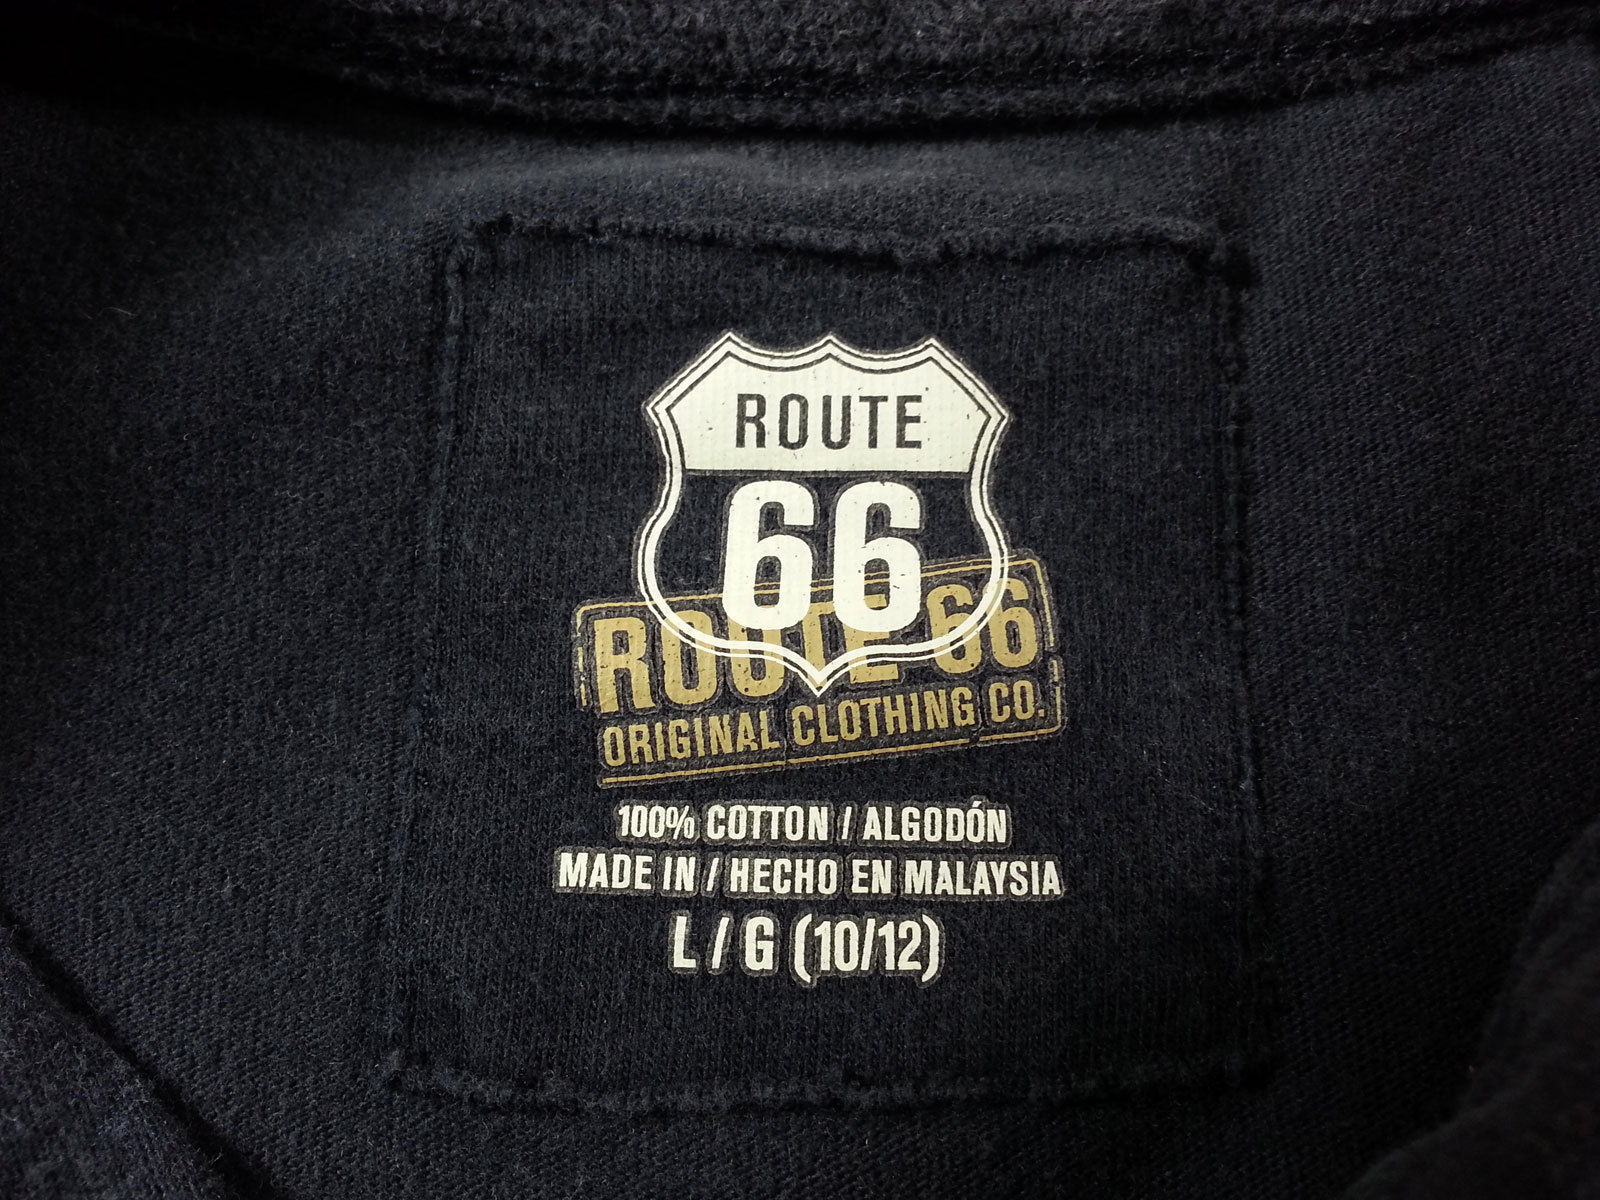 ROUTE
66
ROUTE 66
ORIGINAL CLOTHING CO.
100% COTTON / ALGODÓN
MADE IN / HECHO EN MALAYSIA
L / G (10/12)